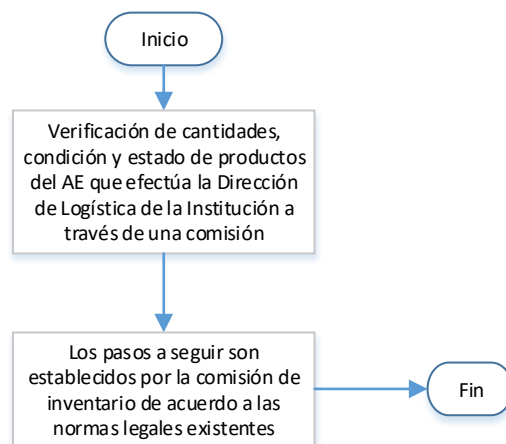 Inicio
Verificación de cantidades,
condición y estado de productos
del AE que efectúa la Dirección
de Logística de la Institución a
través de una comisión
Los pasos a seguir son
establecidos por la comisión de
inventario de acuerdo a las
normas legales existentes
Fin